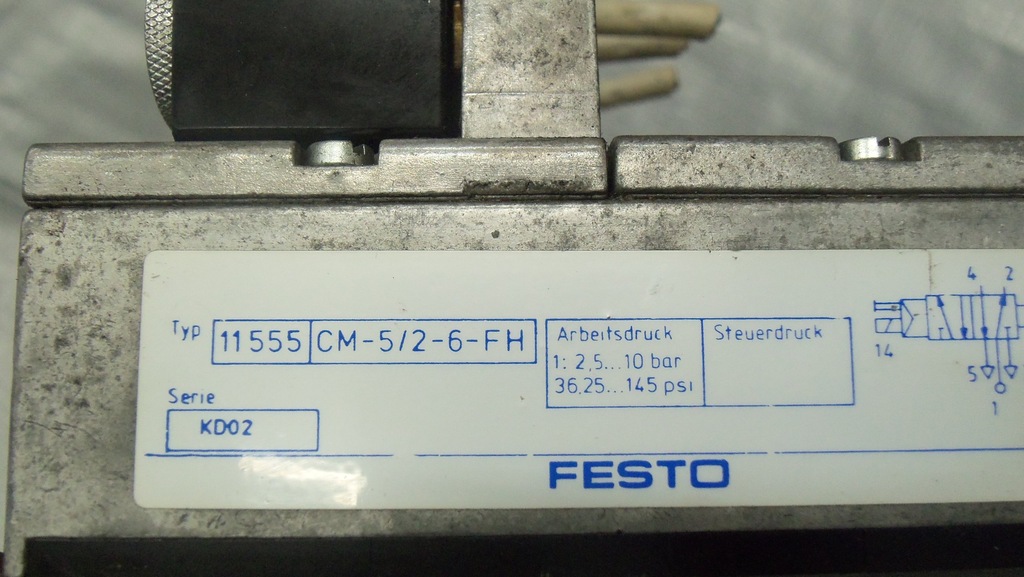 Typ 11555 CM-5/2-6-FH
Arbeitsdruck
1: 2,5...10 bar
36,25...145 psi
Steuerdruck
Serie
KD02
FESTO
4 2
14
5
1